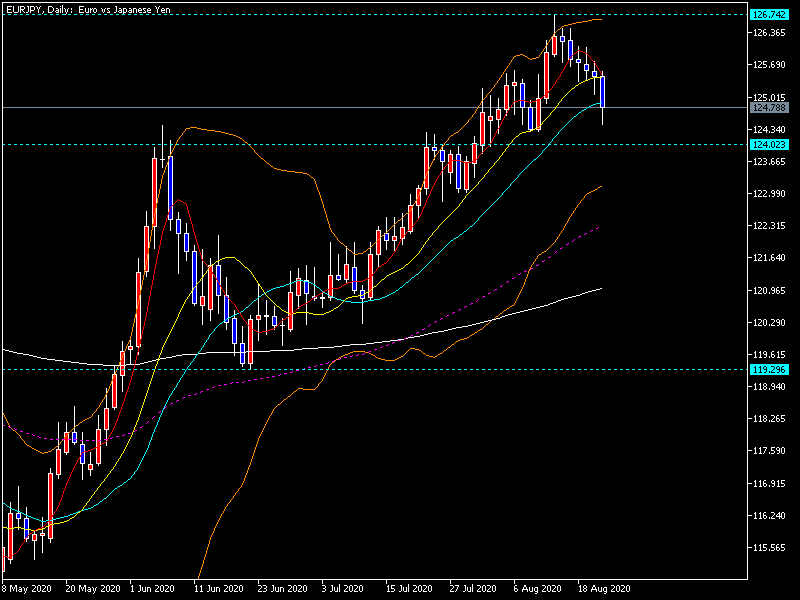 EURJPY, Daily: Euro vs Japanese Yen
126.742
126.365
125.690
125.015
124.788
124.340
124.023
123.665
122.990
122.315
121.640
120.965
120.290
119.615
119.296
118.940
118.265
117.590
116.915
116.240
115.565
8 May 2020
20 May 2020
1 Jun 2020
11 Jun 2020
23 Jun 2020
3 Jul 2020
15 Jul 2020
27 Jul 2020
6 Aug 2020
18 Aug 2020